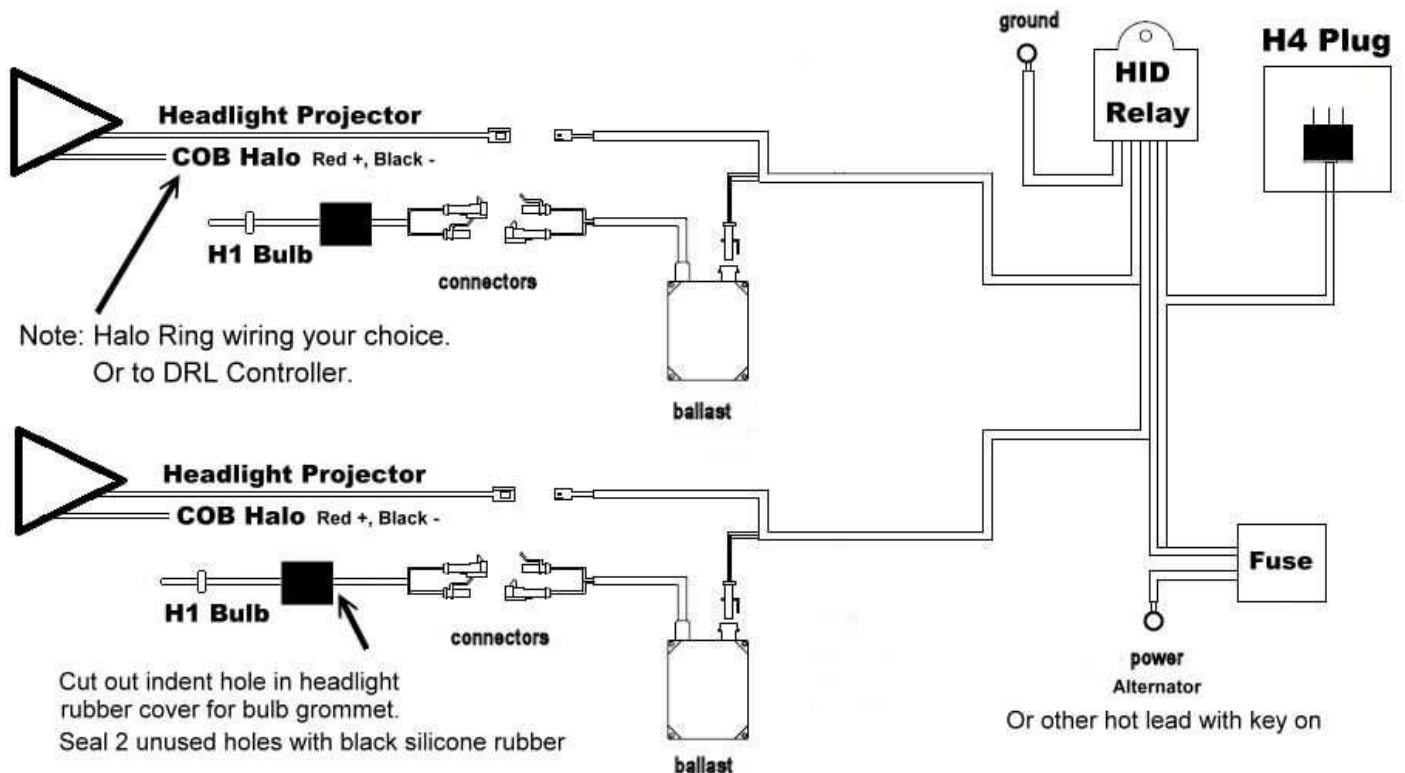 ground
H4 Plug
HID
Relay
Headlight Projector
COB Halo Red +, Black -
H1 Bulb
connectors
Note: Halo Ring wiring your choice.
Or to DRL Controller.
ballast
Headlight Projector
COB Halo Red +, Black -
Fuse
H1 Bulb
connectors
power
Alternator
Or other hot lead with key on
Cut out indent hole in headlight
rubber cover for bulb grommet.
Seal 2 unused holes with black silicone rubber
ballast